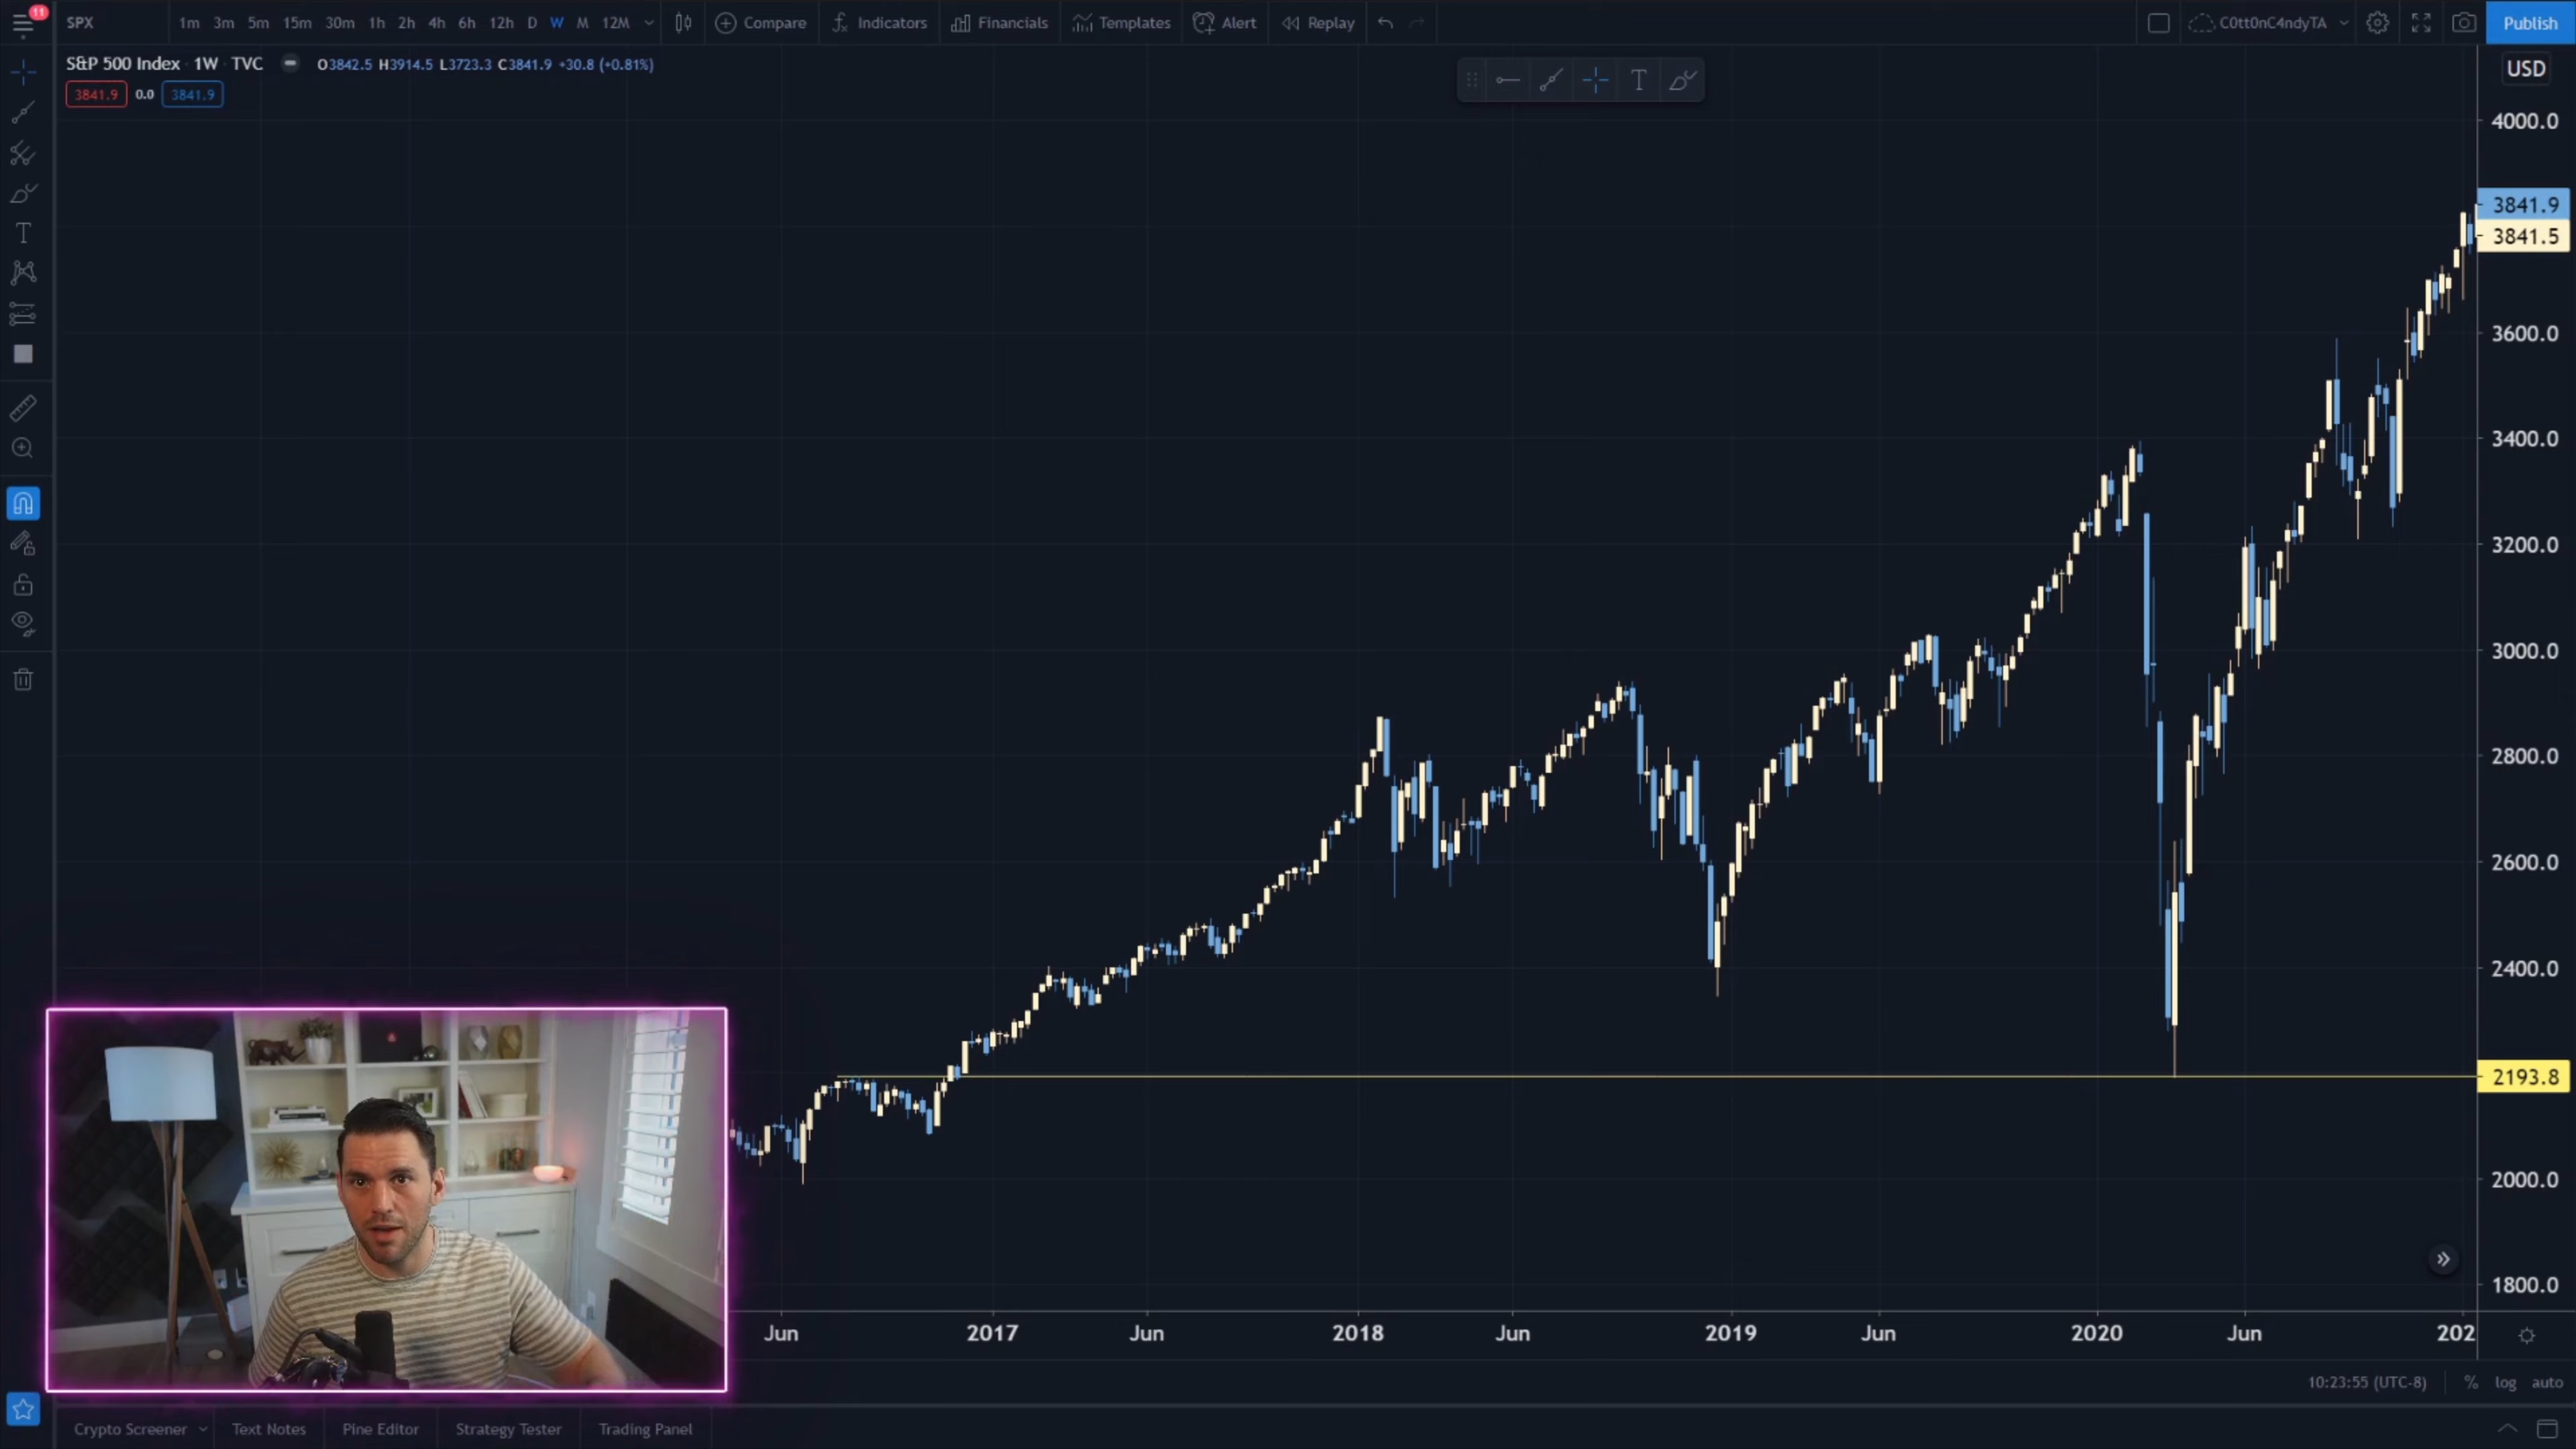 11
SPX 1m 3m 5m 15m 30m 1h 2h 4h 6h 12h D W M 12M Compare Indicators Financials Templates Alert Replay C0tt0nC4ndyTA Publish
S&P 500 Index 1W TVC O3842.5 H3914.5 L3723.3 C3841.9 +30.8 (+0.81%)
3841.9 0.0 3841.9
T
T
USD
4000.0
3841.9
3841.5
3600.0
3400.0
3200.0
3000.0
2800.0
2600.0
2400.0
2193.8
2000.0
1800.0
Jun 2017 Jun 2018 Jun 2019 Jun 2020 Jun 202
10:23:55 (UTC-8) % log auto
Crypto Screener Text Notes Pine Editor Strategy Tester Trading Panel